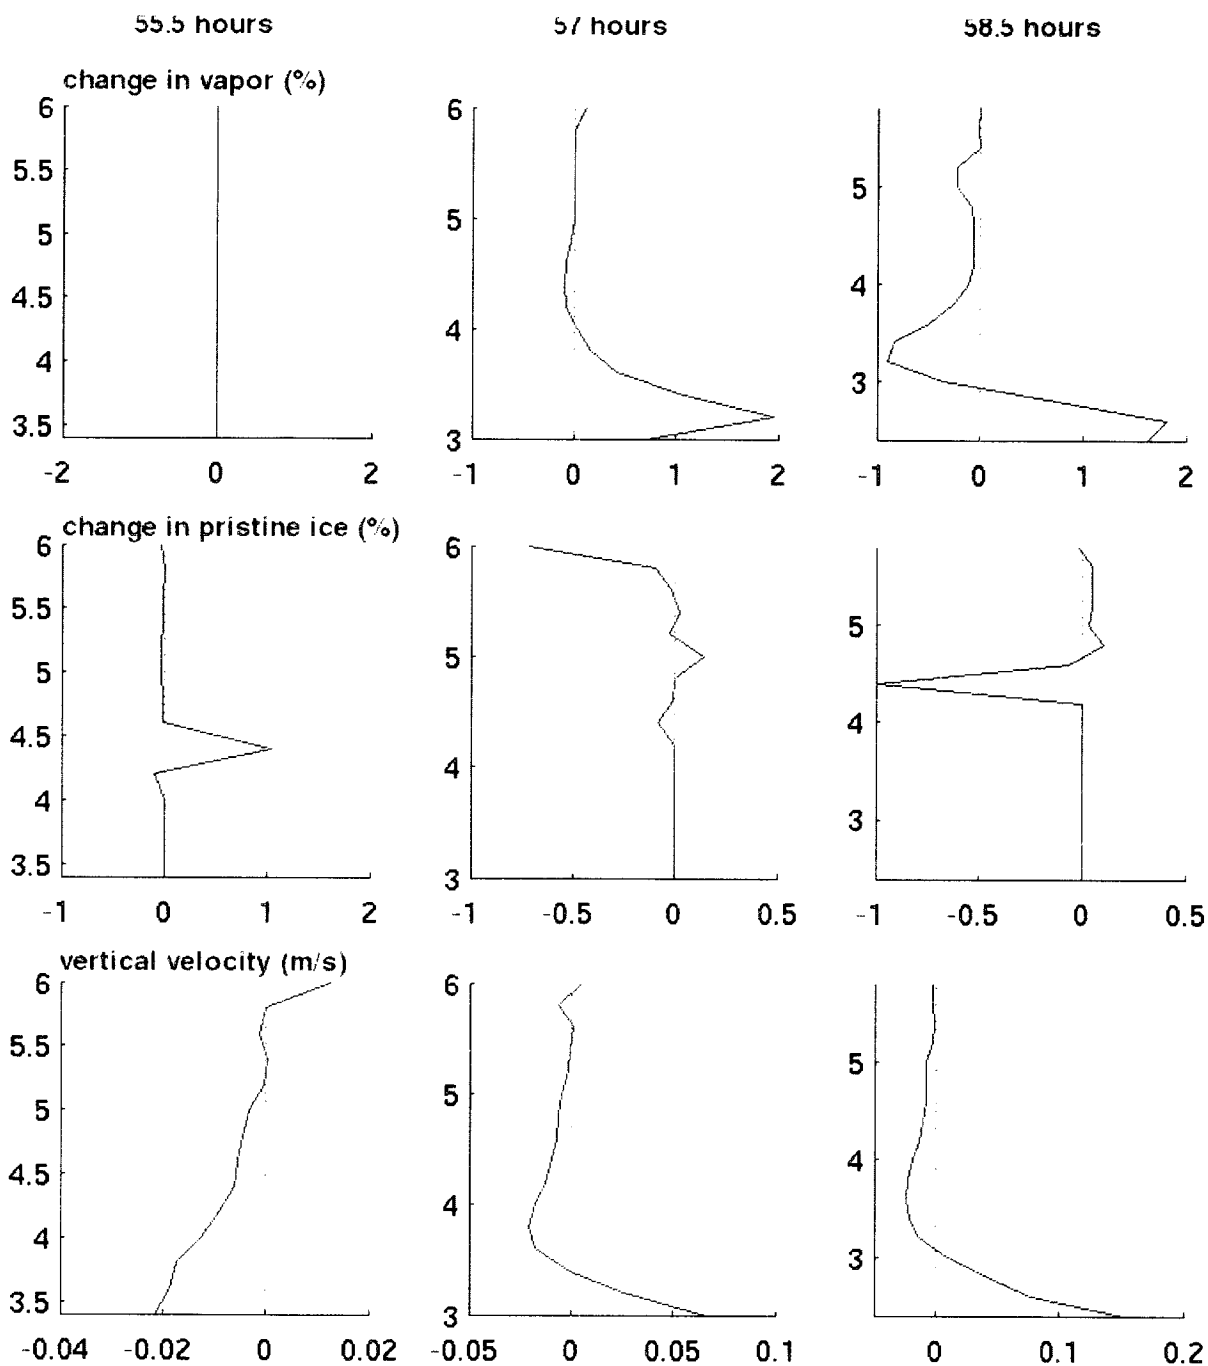 55.5 hours 57 hours 58.5 hours
change in vapor (%)
6 6
5.5 5
5 5
4.5 4
4 4
3.5 3 3
-2 0 2 -1 0 1 2 -1 0 1 2
change in pristine ice (%)
6 6
5.5
5 5 5
4.5
4 4 4
3.5 3 3
-1 0 1 2 -1 -0.5 0 0.5 -1 -0.5 0 0.5
vertical velocity (m/s)
6 6
5.5
5 5 5
4.5
4 4 4
3.5 3 3
-0.04 -0.02 0 0.02 -0.05 0 0.05 0.1 0 0.1 0.2